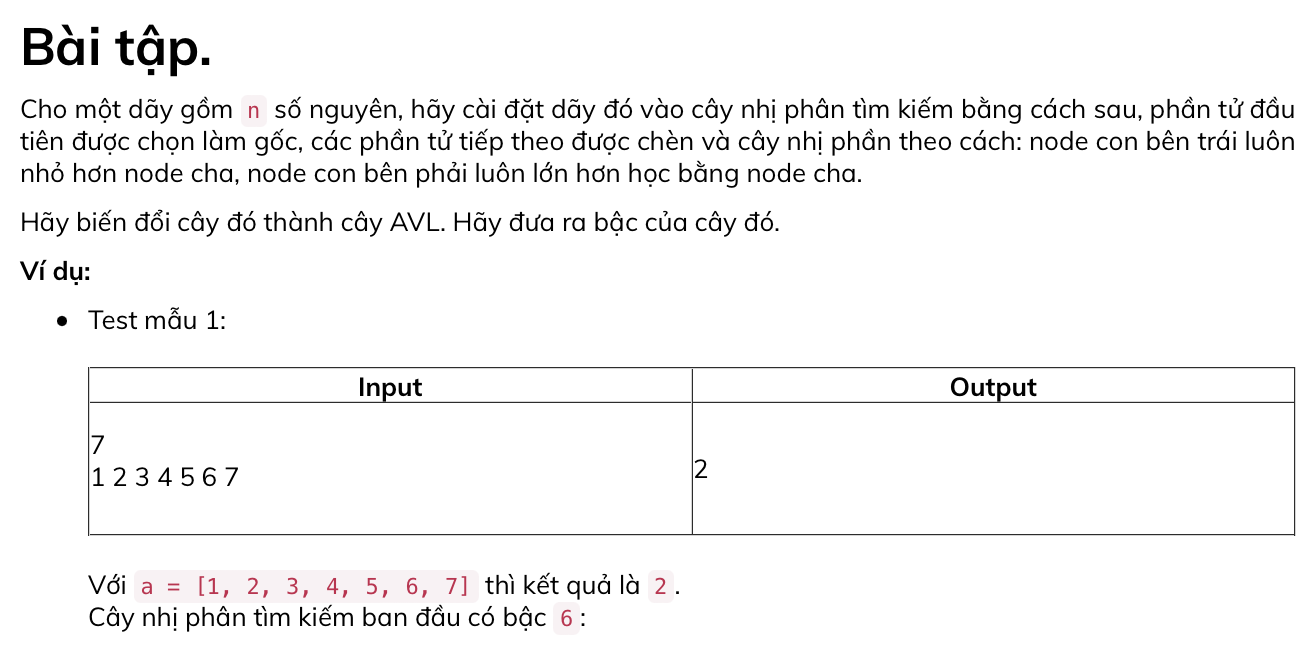 Bài tập.
Cho một dãy gồm n số nguyên, hãy cài đặt dãy đó vào cây nhị phân tìm kiếm bằng cách sau, phần tử đầu
tiên được chọn làm gốc, các phần tử tiếp theo được chèn và cây nhị phần theo cách: node con bên trái luôn
nhỏ hơn node cha, node con bên phải luôn lớn hơn học bằng node cha.
Hãy biến đổi cây đó thành cây AVL. Hãy đưa ra bậc của cây đó.
Ví dụ:
• Test mẫu 1:
Input Output
7
1 2 3 4 5 6 7
2
Với a = [1, 2, 3, 4, 5, 6, 7] thì kết quả là 2.
Cây nhị phân tìm kiếm ban đầu có bậc 6: